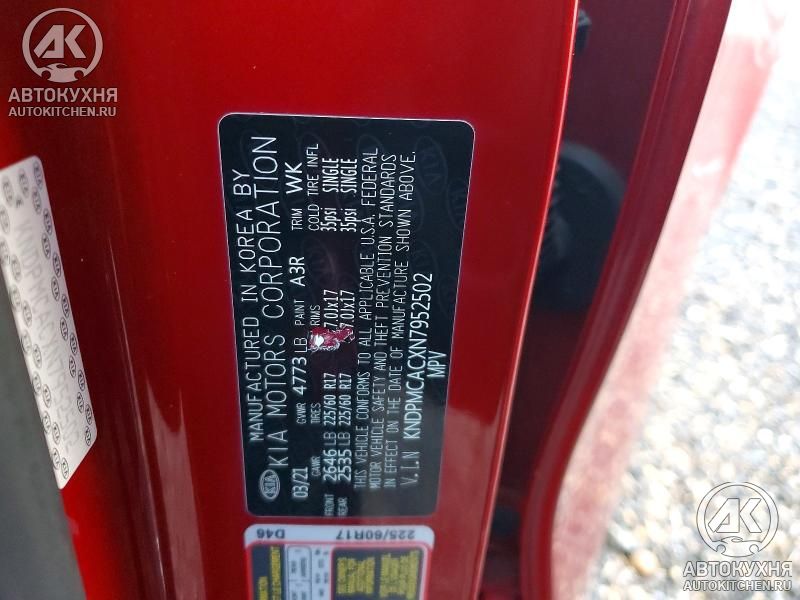 AK
АВТОКУХНЯ
AUTOKITCHEN.RU
MANUFACTURED IN KOREA BY
KIA MOTORS CORPORATION
KIA
03/21 GVWR 4773 LB PAINT A3R TRIM WK
GAWR TIRES RIMS COLD TIRE INFL
FRONT 2646 LB 225/60 R17 7.0Jx17 35psi SINGLE
REAR 2535 LB 225/60 R17 7.0Jx17 35psi SINGLE
THIS VEHICLE CONFORMS TO ALL APPLICABLE U.S.A. FEDERAL
MOTOR VEHICLE SAFETY AND THEFT PREVENTION STANDARDS
IN EFFECT ON THE DATE OF MANUFACTURE SHOWN ABOVE.
V.I.N KNDPMCACXN7952502
MPV
D46
225/60R17
AK
АВТОКУХНЯ
AUTOKITCHEN.RU